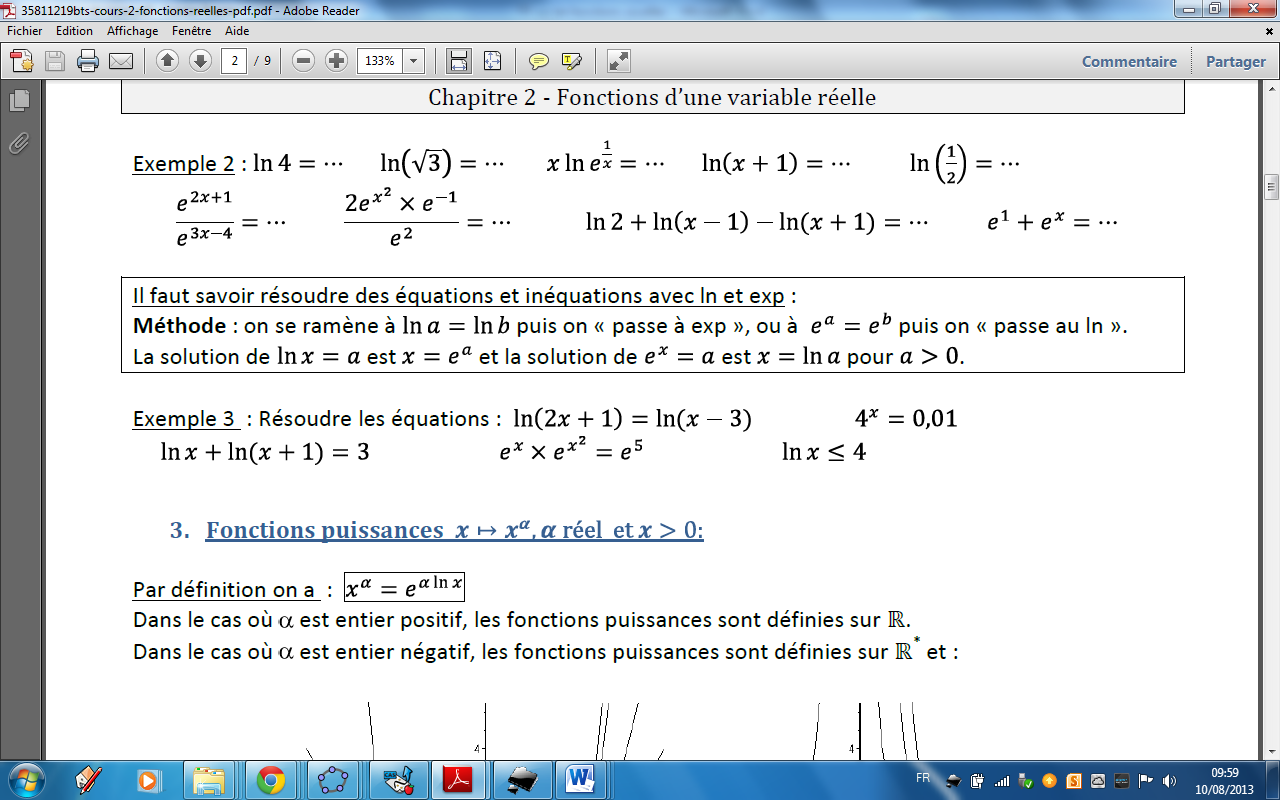 35811219bts-cours-2-fonctions-reelles-pdf.pdf - Adobe Reader
Fichier Edition Affichage Fenêtre Aide
2 / 9 133% Commentaire Partager
Chapitre 2 - Fonctions d'une variable réelle
Exemple 2 : ln 4 = ⋯ ln(√3) = ⋯ x ln e^(1/x) = ⋯ ln(x + 1) = ⋯ ln(1/2) = ⋯
e^(2x+1)/e^(3x−4) = ⋯ (2e^(x²) × e^(−1))/e² = ⋯ ln 2 + ln(x − 1) − ln(x + 1) = ⋯ e¹ + eˣ = ⋯
Il faut savoir résoudre des équations et inéquations avec ln et exp :
Méthode : on se ramène à ln a = ln b puis on « passe à exp », ou à eᵃ = eᵇ puis on « passe au ln ».
La solution de ln x = a est x = eᵃ et la solution de eˣ = a est x = ln a pour a > 0.
Exemple 3 : Résoudre les équations : ln(2x + 1) = ln(x − 3) 4ˣ = 0,01
ln x + ln(x + 1) = 3 eˣ × e^(x²) = e⁵ ln x ≤ 4
3. Fonctions puissances x ↦ x^α, α réel et x > 0:
Par définition on a : x^α = e^(α ln x)
Dans le cas où α est entier positif, les fonctions puissances sont définies sur ℝ.
Dans le cas où α est entier négatif, les fonctions puissances sont définies sur ℝ* et :
4 4
FR 09:59
10/08/2013